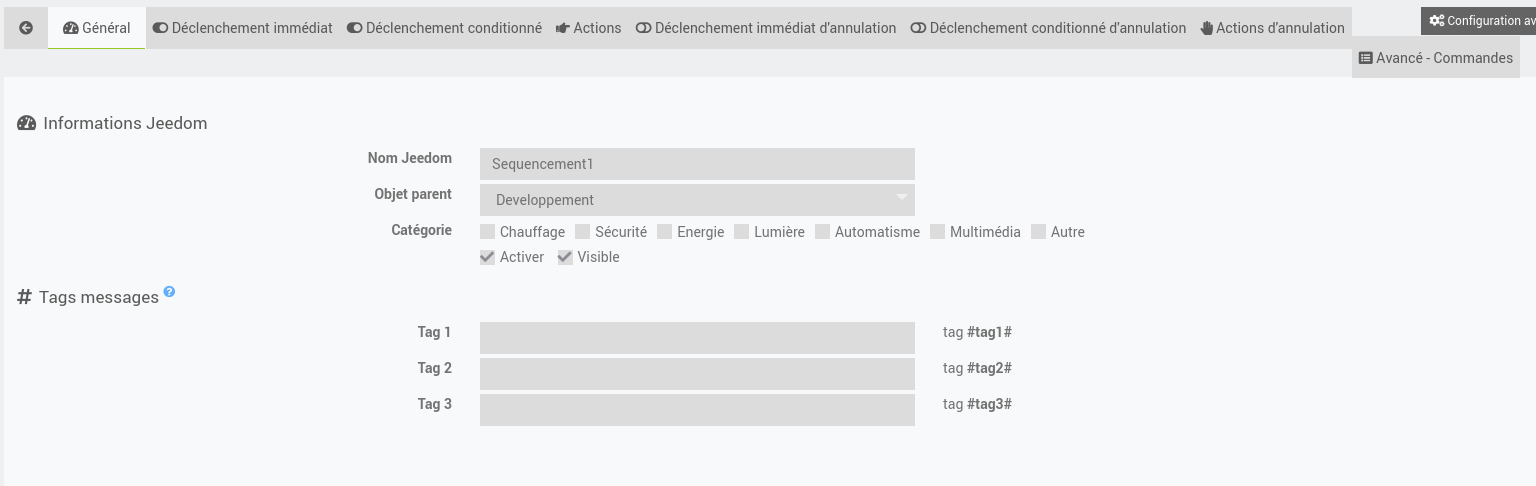 Général Déclenchement immédiat Déclenchement conditionné Actions Déclenchement immédiat d'annulation Déclenchement conditionné d'annulation Actions d'annulation Configuration av
Avancé - Commandes
Informations Jeedom
Nom Jeedom Sequencement1
Objet parent Developpement
Catégorie Chauffage Sécurité Energie Lumière Automatisme Multimédia Autre
Activer Visible
# Tags messages ?
Tag 1 tag #tag1#
Tag 2 tag #tag2#
Tag 3 tag #tag3#